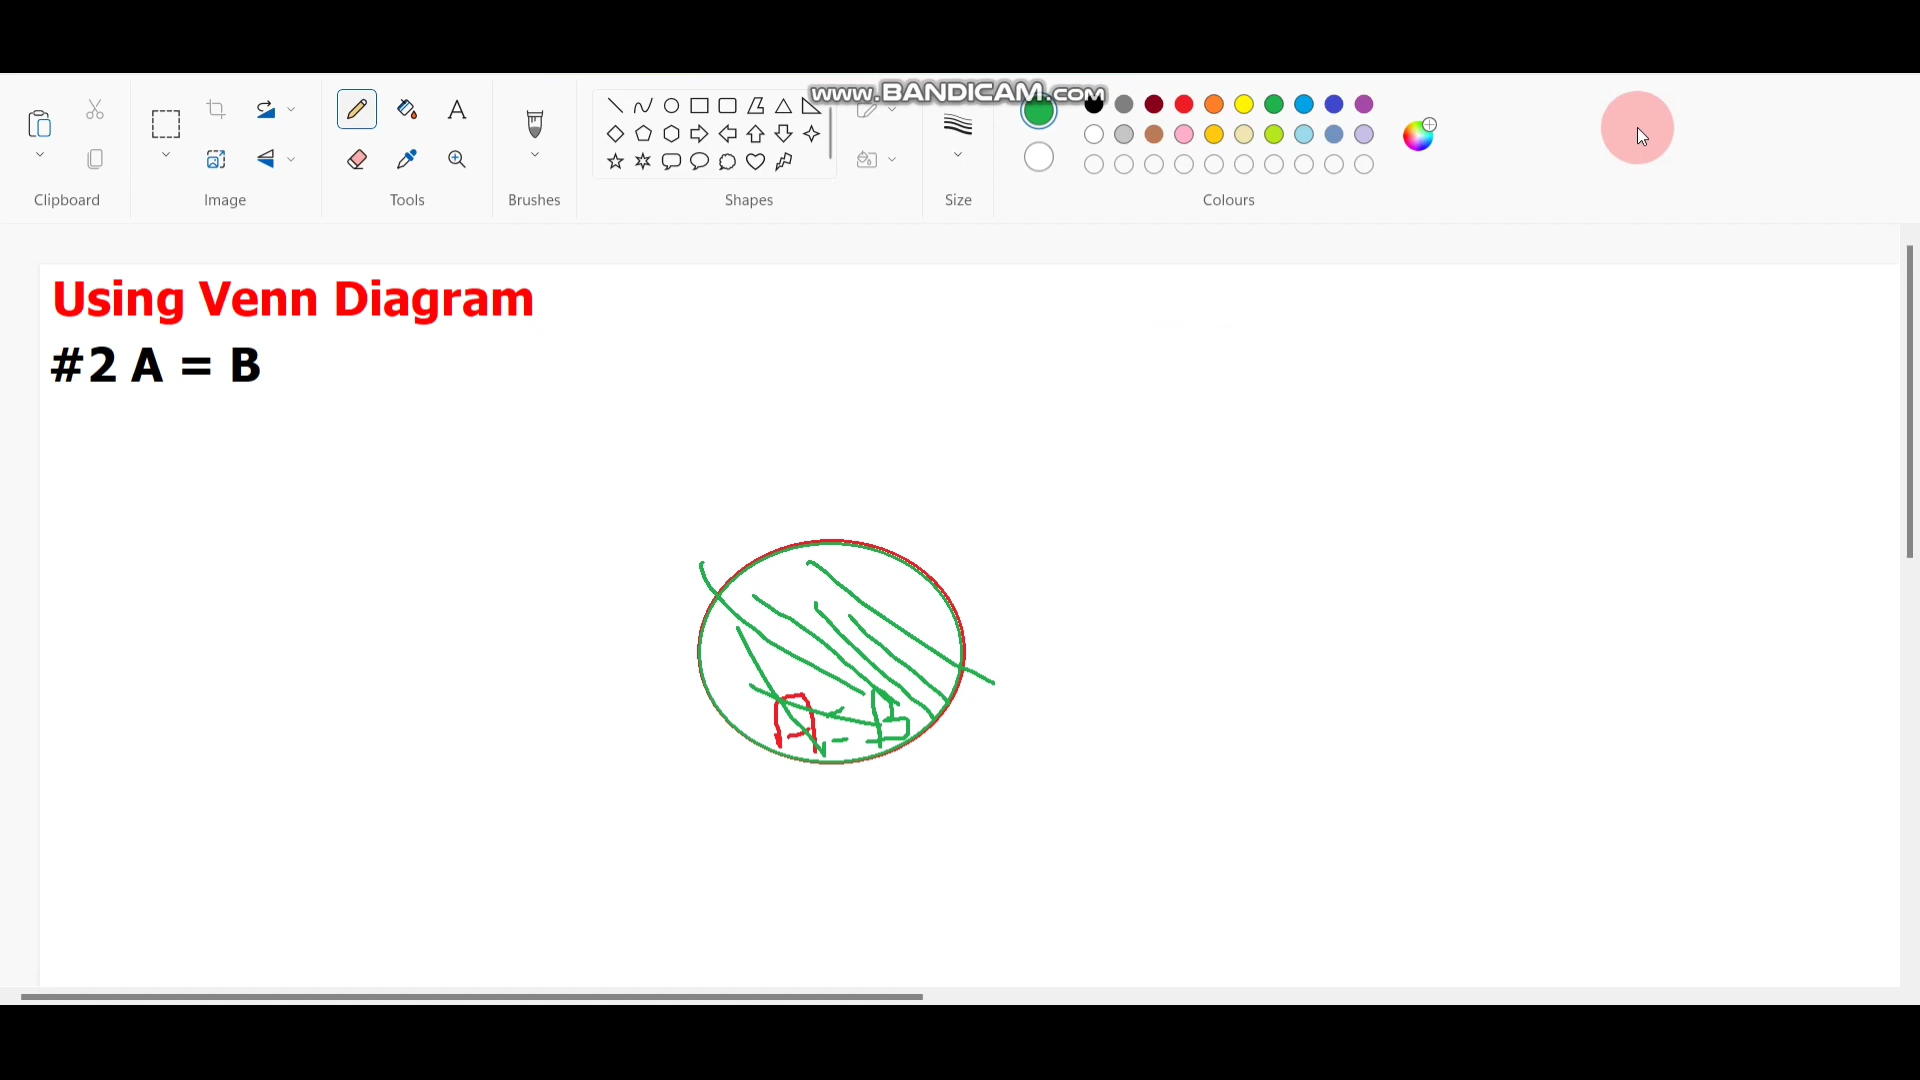 www.BANDICAM.com
Clipboard
Image
Tools
Brushes
Shapes
Size
Colours
Using Venn Diagram
#2 A = B
A = B